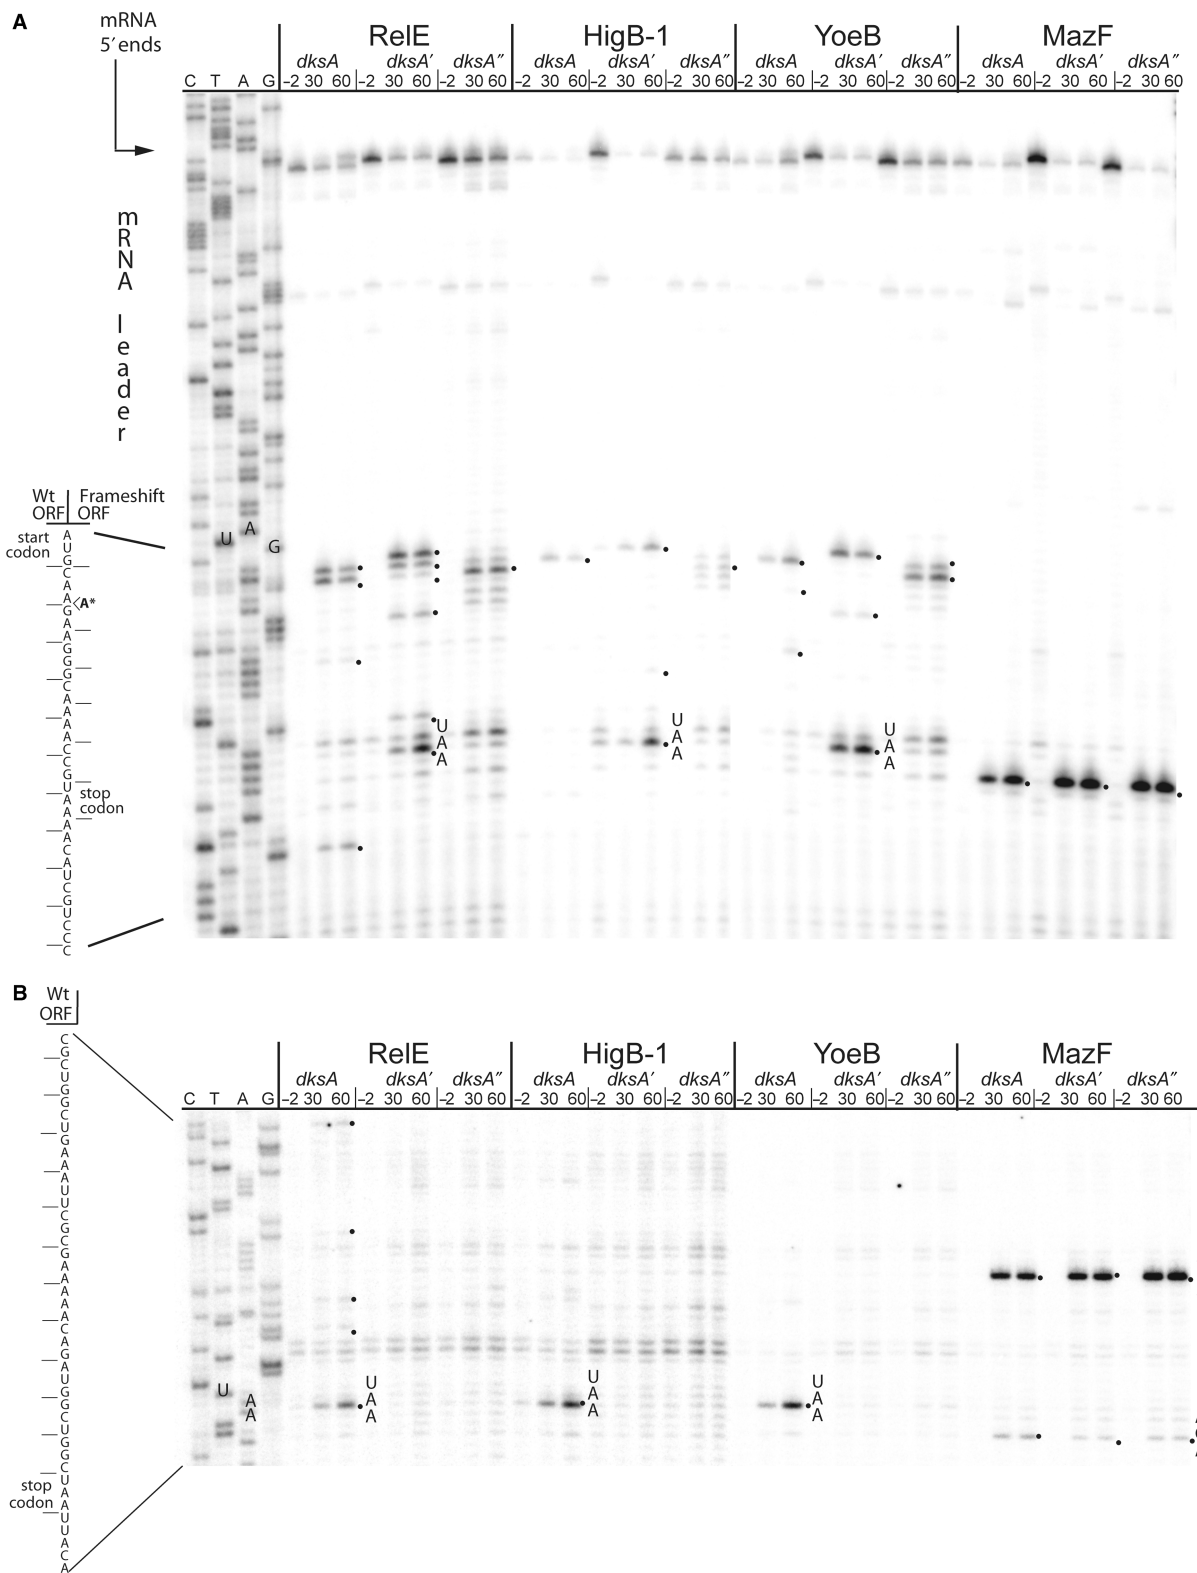 A
mRNA
5′ ends
RelE
HigB-1
YoeB
MazF
dksA dksA′ dksA″ dksA dksA′ dksA″ dksA dksA′ dksA″ dksA dksA′ dksA″
C T A G –2 30 60 –2 30 60 –2 30 60 –2 30 60 –2 30 60 –2 30 60 –2 30 60 –2 30 60 –2 30 60 –2 30 60 –2 30 60 –2 30 60
mRNA leader
Wt
ORF
Frameshift
ORF
start
codon
A
U
G
C
A
A
A*
G
A
A
G
G
G
C
A
A
A
A
C
C
G
U
A
A
stop
codon
A
A
C
A
U
C
G
U
C
C
C
U A G
U
A
A
U
A
A
U
A
A
B
Wt
ORF
RelE
HigB-1
YoeB
MazF
dksA dksA′ dksA″ dksA dksA′ dksA″ dksA dksA′ dksA″ dksA dksA′ dksA″
C T A G –2 30 60 –2 30 60 –2 30 60 –2 30 60 –2 30 60 –2 30 60 –2 30 60 –2 30 60 –2 30 60 –2 30 60 –2 30 60 –2 30 60
C
G
C
U
G
G
C
U
G
A
A
A
U
U
C
G
C
G
A
A
A
A
C
A
G
A
U
G
G
C
U
G
G
C
U
A
A
stop
codon
U
U
A
C
A
U
A
A
U
A
A
U
A
A
U
A
A